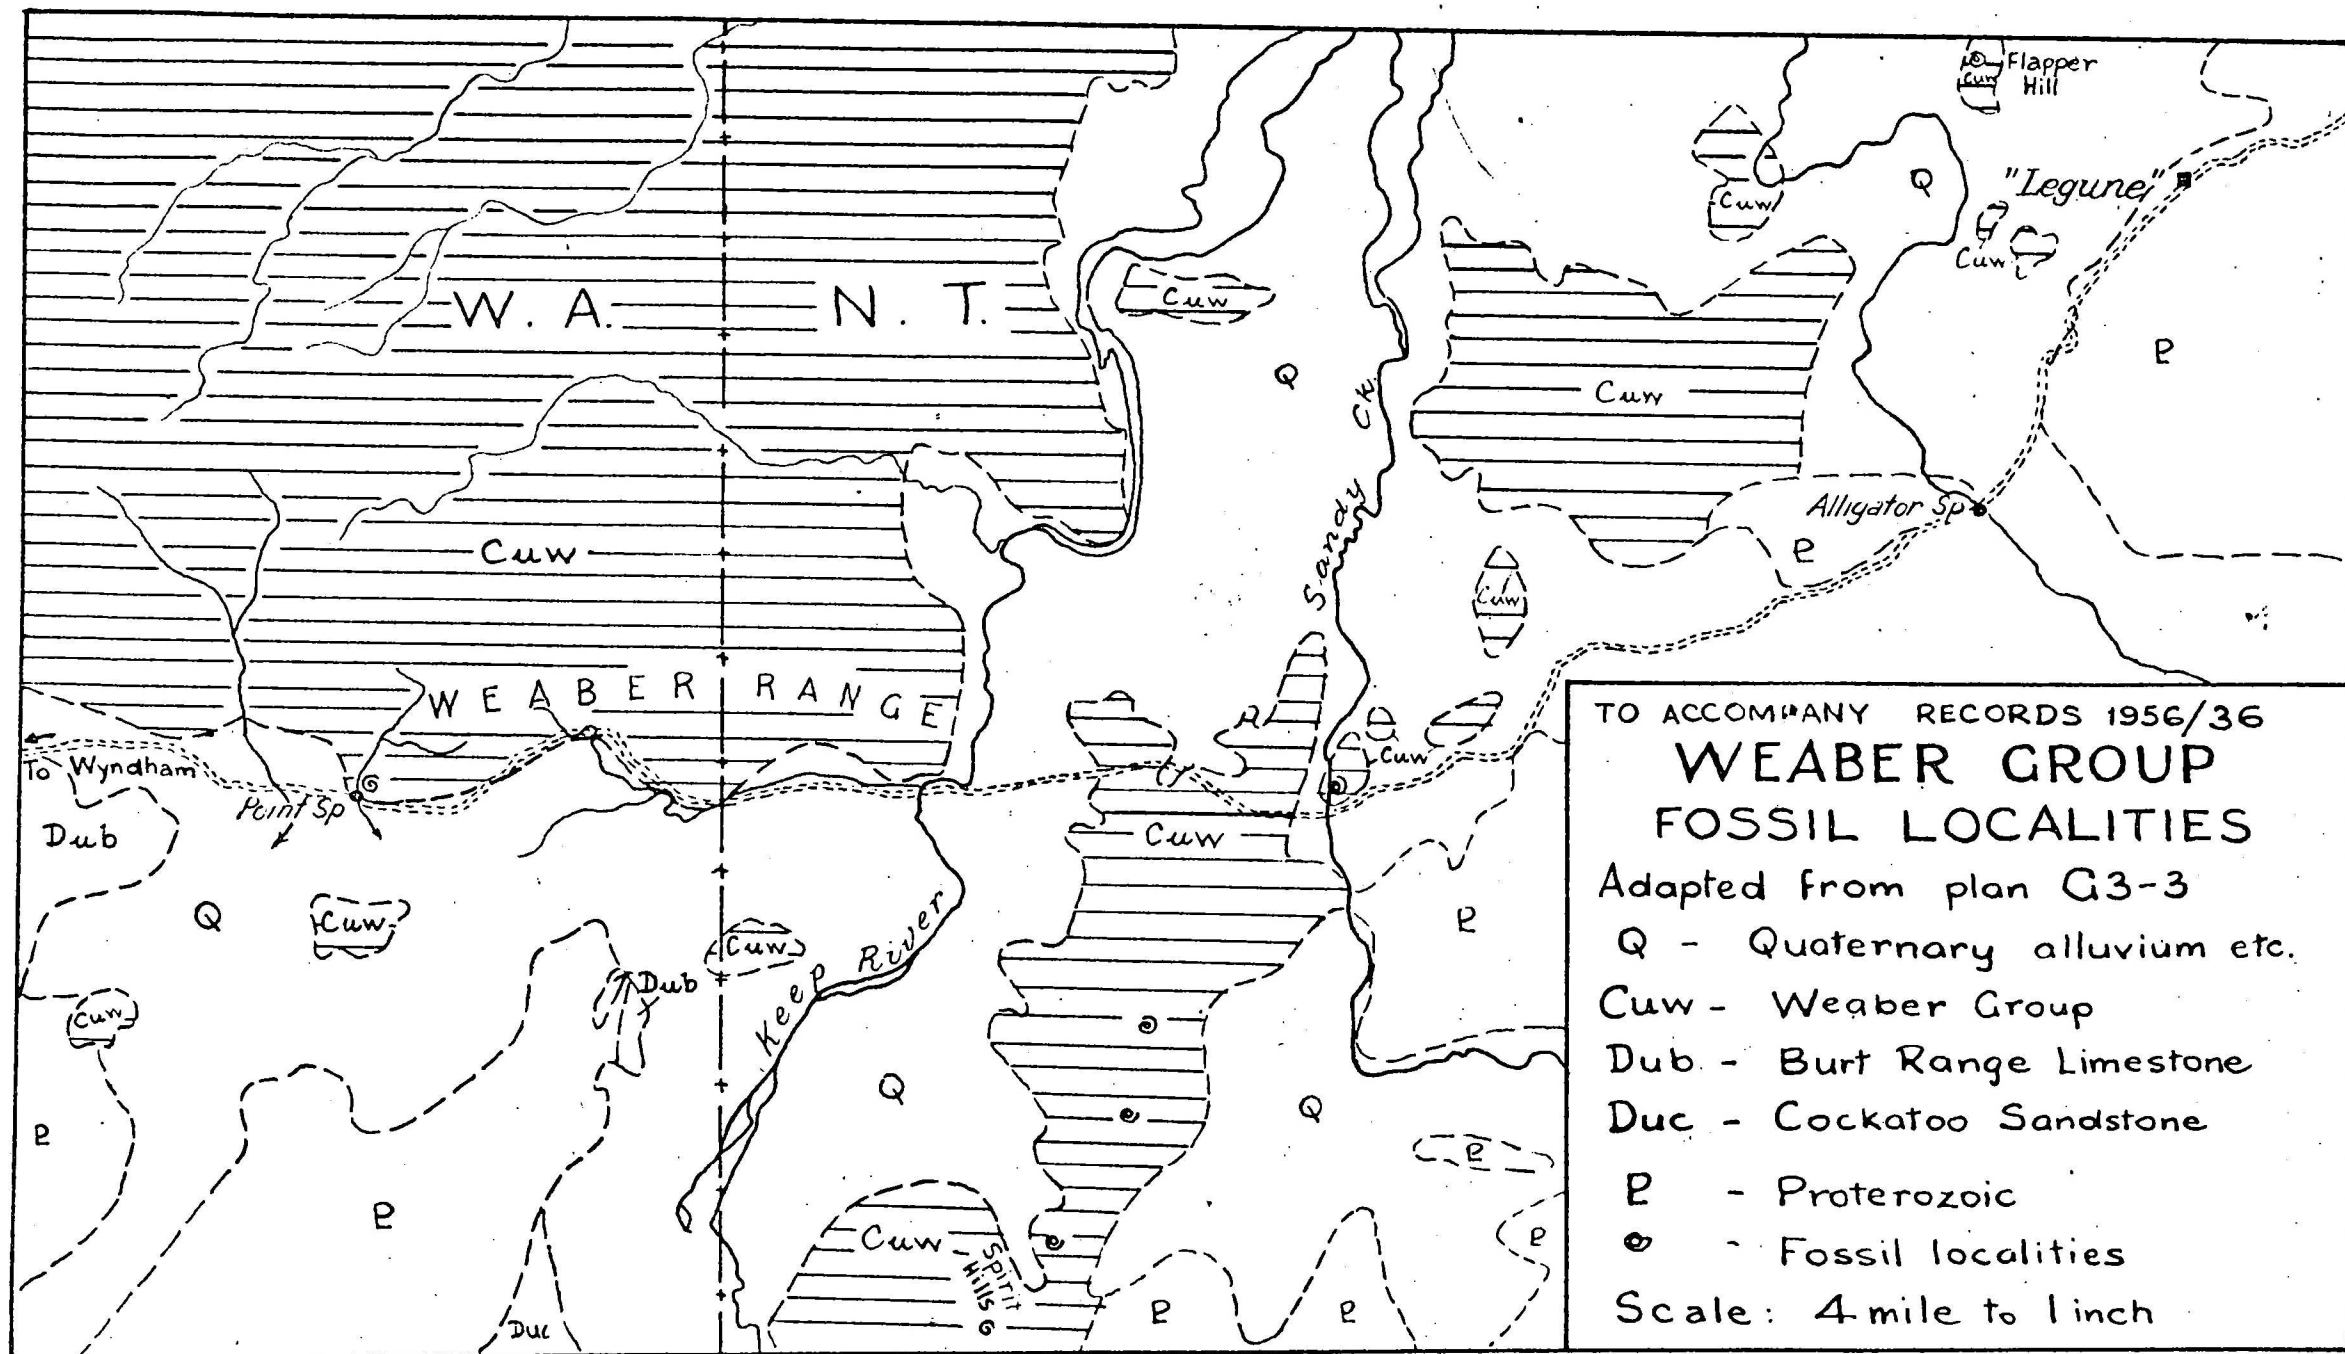 Flapper
Hill
Cuw
Cuw
Q
"Legune"
Cuw
W. A.
N. T.
Cuw
Q
Cuw
P
Sandy Ck.
Alligator Sp
P
Cuw
Cuw
WEABER RANGE
To Wyndham
Point Sp
Cuw
Cuw
Dub
Q
Cuw
Cuw
Dub
Keep River
Cuw
P
P
Q
Q
P
P
P
Cuw
Spirit
Hills
Duc
P
P
TO ACCOMPANY RECORDS 1956/36
WEABER GROUP
FOSSIL LOCALITIES
Adapted from plan G3-3
Q - Quaternary alluvium etc.
Cuw - Weaber Group
Dub - Burt Range Limestone
Duc - Cockatoo Sandstone
P - Proterozoic
- Fossil localities
Scale: 4 mile to 1 inch